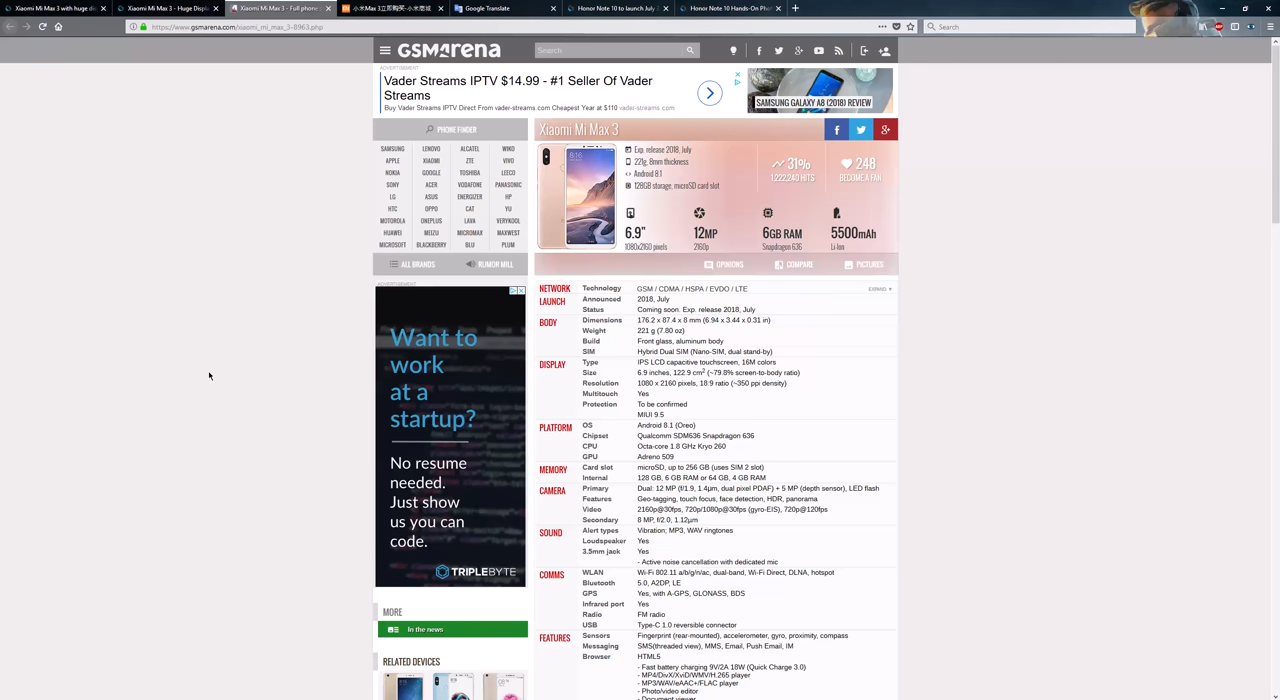 Xiaomi Mi Max 3 with huge di
Xiaomi Mi Max 3 - Huge Displ
Xiaomi Mi Max 3 - Full phone
小米Max 3立即购买-小米商城
Google Translate
Honor Note 10 to launch July
Honor Note 10 Hands-On Phot
https://www.gsmarena.com/xiaomi_mi_max_3-8963.php
Search
GSMArena
Search
ADVERTISEMENT
Vader Streams IPTV $14.99 - #1 Seller Of Vader
Streams
Buy Vader Streams IPTV Direct From vader-streams.com Cheapest Year at $110 vader-streams.com
SAMSUNG GALAXY A8 (2018) REVIEW
PHONE FINDER
SAMSUNG LENOVO ALCATEL WIKO
APPLE XIAOMI ZTE VIVO
NOKIA GOOGLE TOSHIBA LEECO
SONY ACER VODAFONE PANASONIC
LG ASUS ENERGIZER HP
HTC OPPO CAT YU
MOTOROLA ONEPLUS LAVA VERYKOOL
HUAWEI MEIZU MICROMAX MAXWEST
MICROSOFT BLACKBERRY BLU PLUM
ALL BRANDS RUMOR MILL
Xiaomi Mi Max 3
Exp. release 2018, July
221g, 8mm thickness
Android 8.1
128GB storage, microSD card slot
31%
1,222,240 HITS
248
BECOME A FAN
6.9"
1080x2160 pixels
12MP
2160p
6GB RAM
Snapdragon 636
5500mAh
Li-Ion
OPINIONS COMPARE PICTURES
ADVERTISEMENT
Want to
work
at a
startup?
No resume
needed.
Just show
us you can
code.
TRIPLEBYTE
MORE
In the news
RELATED DEVICES
NETWORK Technology GSM / CDMA / HSPA / EVDO / LTE EXPAND
LAUNCH Announced 2018, July
Status Coming soon. Exp. release 2018, July
BODY Dimensions 176.2 x 87.4 x 8 mm (6.94 x 3.44 x 0.31 in)
Weight 221 g (7.80 oz)
Build Front glass, aluminum body
SIM Hybrid Dual SIM (Nano-SIM, dual stand-by)
DISPLAY Type IPS LCD capacitive touchscreen, 16M colors
Size 6.9 inches, 122.9 cm2 (~79.8% screen-to-body ratio)
Resolution 1080 x 2160 pixels, 18:9 ratio (~350 ppi density)
Multitouch Yes
Protection To be confirmed
MIUI 9.5
PLATFORM OS Android 8.1 (Oreo)
Chipset Qualcomm SDM636 Snapdragon 636
CPU Octa-core 1.8 GHz Kryo 260
GPU Adreno 509
MEMORY Card slot microSD, up to 256 GB (uses SIM 2 slot)
Internal 128 GB, 6 GB RAM or 64 GB, 4 GB RAM
CAMERA Primary Dual: 12 MP (f/1.9, 1.4µm, dual pixel PDAF) + 5 MP (depth sensor), LED flash
Features Geo-tagging, touch focus, face detection, HDR, panorama
Video 2160p@30fps, 720p/1080p@30fps (gyro-EIS), 720p@120fps
Secondary 8 MP, f/2.0, 1.12µm
SOUND Alert types Vibration; MP3, WAV ringtones
Loudspeaker Yes
3.5mm jack Yes
- Active noise cancellation with dedicated mic
COMMS WLAN Wi-Fi 802.11 a/b/g/n/ac, dual-band, Wi-Fi Direct, DLNA, hotspot
Bluetooth 5.0, A2DP, LE
GPS Yes, with A-GPS, GLONASS, BDS
Infrared port Yes
Radio FM radio
USB Type-C 1.0 reversible connector
FEATURES Sensors Fingerprint (rear-mounted), accelerometer, gyro, proximity, compass
Messaging SMS(threaded view), MMS, Email, Push Email, IM
Browser HTML5
- Fast battery charging 9V/2A 18W (Quick Charge 3.0)
- MP4/DivX/XviD/WMV/H.265 player
- MP3/WAV/eAAC+/FLAC player
- Photo/video editor
- Document viewer